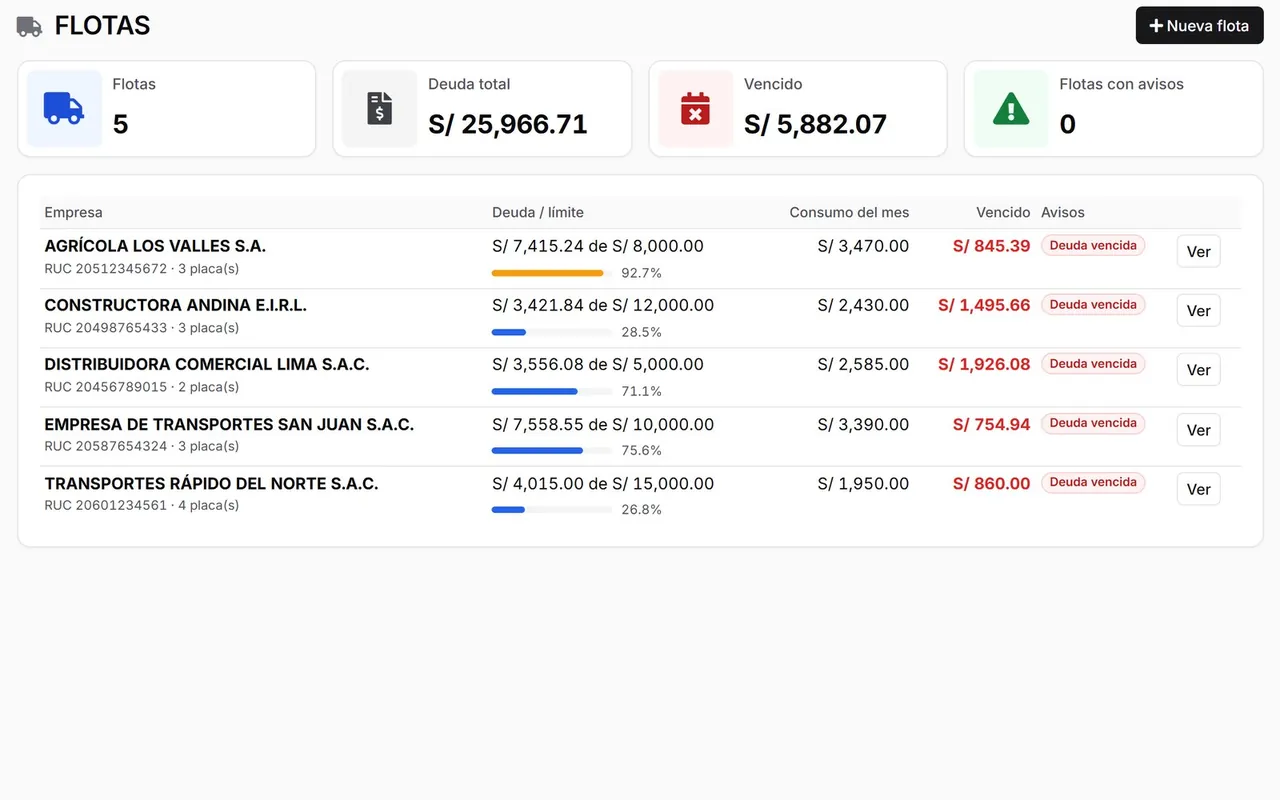 FLOTAS
Nueva flota
Flotas
5
Deuda total
S/ 25,966.71
Vencido
S/ 5,882.07
Flotas con avisos
0
Empresa Deuda / límite Consumo del mes Vencido Avisos
AGRÍCOLA LOS VALLES S.A. S/ 7,415.24 de S/ 8,000.00 S/ 3,470.00 S/ 845.39 Deuda vencida Ver
RUC 20512345672 · 3 placa(s) 92.7%
CONSTRUCTORA ANDINA E.I.R.L. S/ 3,421.84 de S/ 12,000.00 S/ 2,430.00 S/ 1,495.66 Deuda vencida Ver
RUC 20498765433 · 3 placa(s) 28.5%
DISTRIBUIDORA COMERCIAL LIMA S.A.C. S/ 3,556.08 de S/ 5,000.00 S/ 2,585.00 S/ 1,926.08 Deuda vencida Ver
RUC 20456789015 · 2 placa(s) 71.1%
EMPRESA DE TRANSPORTES SAN JUAN S.A.C. S/ 7,558.55 de S/ 10,000.00 S/ 3,390.00 S/ 754.94 Deuda vencida Ver
RUC 20587654324 · 3 placa(s) 75.6%
TRANSPORTES RÁPIDO DEL NORTE S.A.C. S/ 4,015.00 de S/ 15,000.00 S/ 1,950.00 S/ 860.00 Deuda vencida Ver
RUC 20601234561 · 4 placa(s) 26.8%